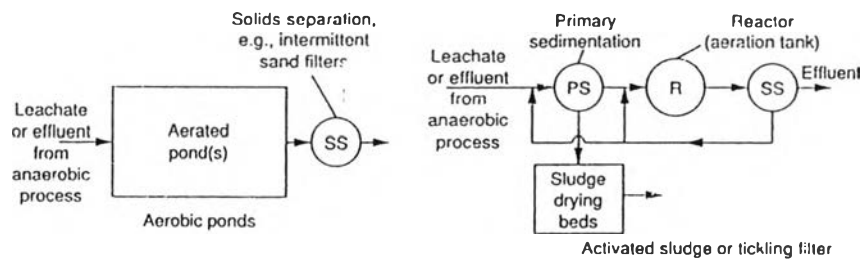 Solids separation,
e.g., intermittent
sand filters
Leachate
or effluent
from
anaerobic
process
Aerated
pond(s)
SS
Aerobic ponds
Primary
sedimentation
Reactor
(aeration tank)
Leachate
or effluent
from
anaerobic
process
PS
R
SS
Effluent
Sludge
drying
beds
Activated sludge or tickling filter